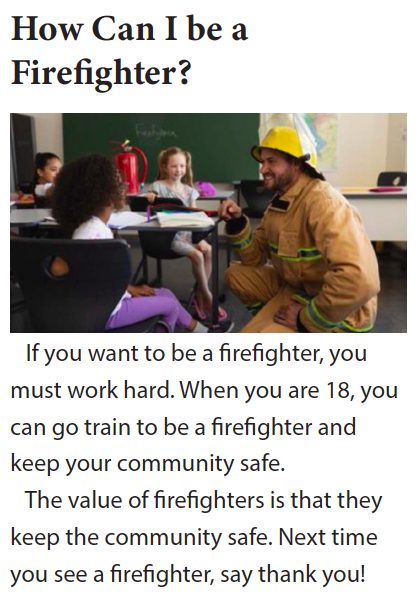 How Can I be a
Firefighter?
If you want to be a firefighter, you
must work hard. When you are 18, you
can go train to be a firefighter and
keep your community safe.
The value of firefighters is that they
keep the community safe. Next time
you see a firefighter, say thank you!